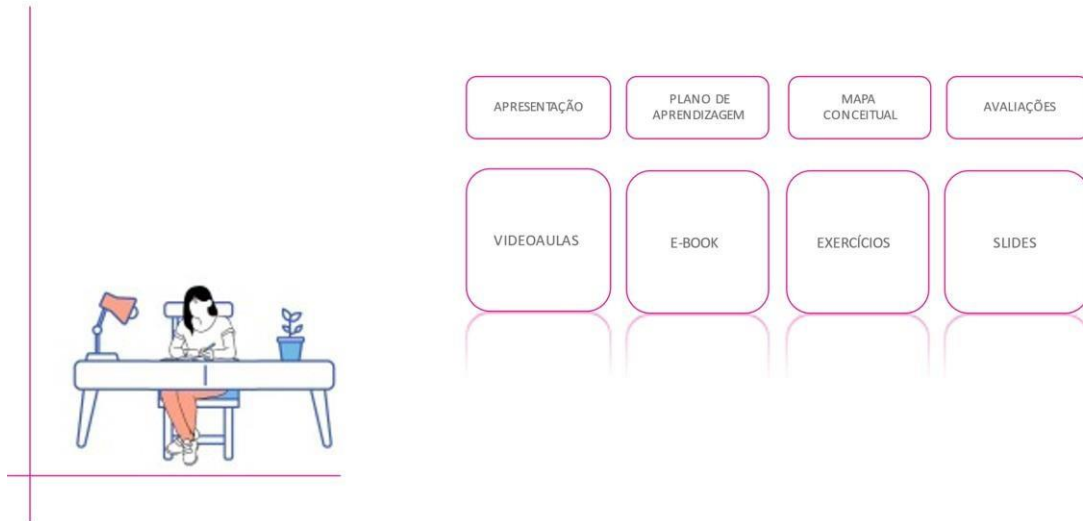 APRESENTAÇÃO
PLANO DE
APRENDIZAGEM
MAPA
CONCEITUAL
AVALIAÇÕES
VIDEOAULAS
E-BOOK
EXERCÍCIOS
SLIDES